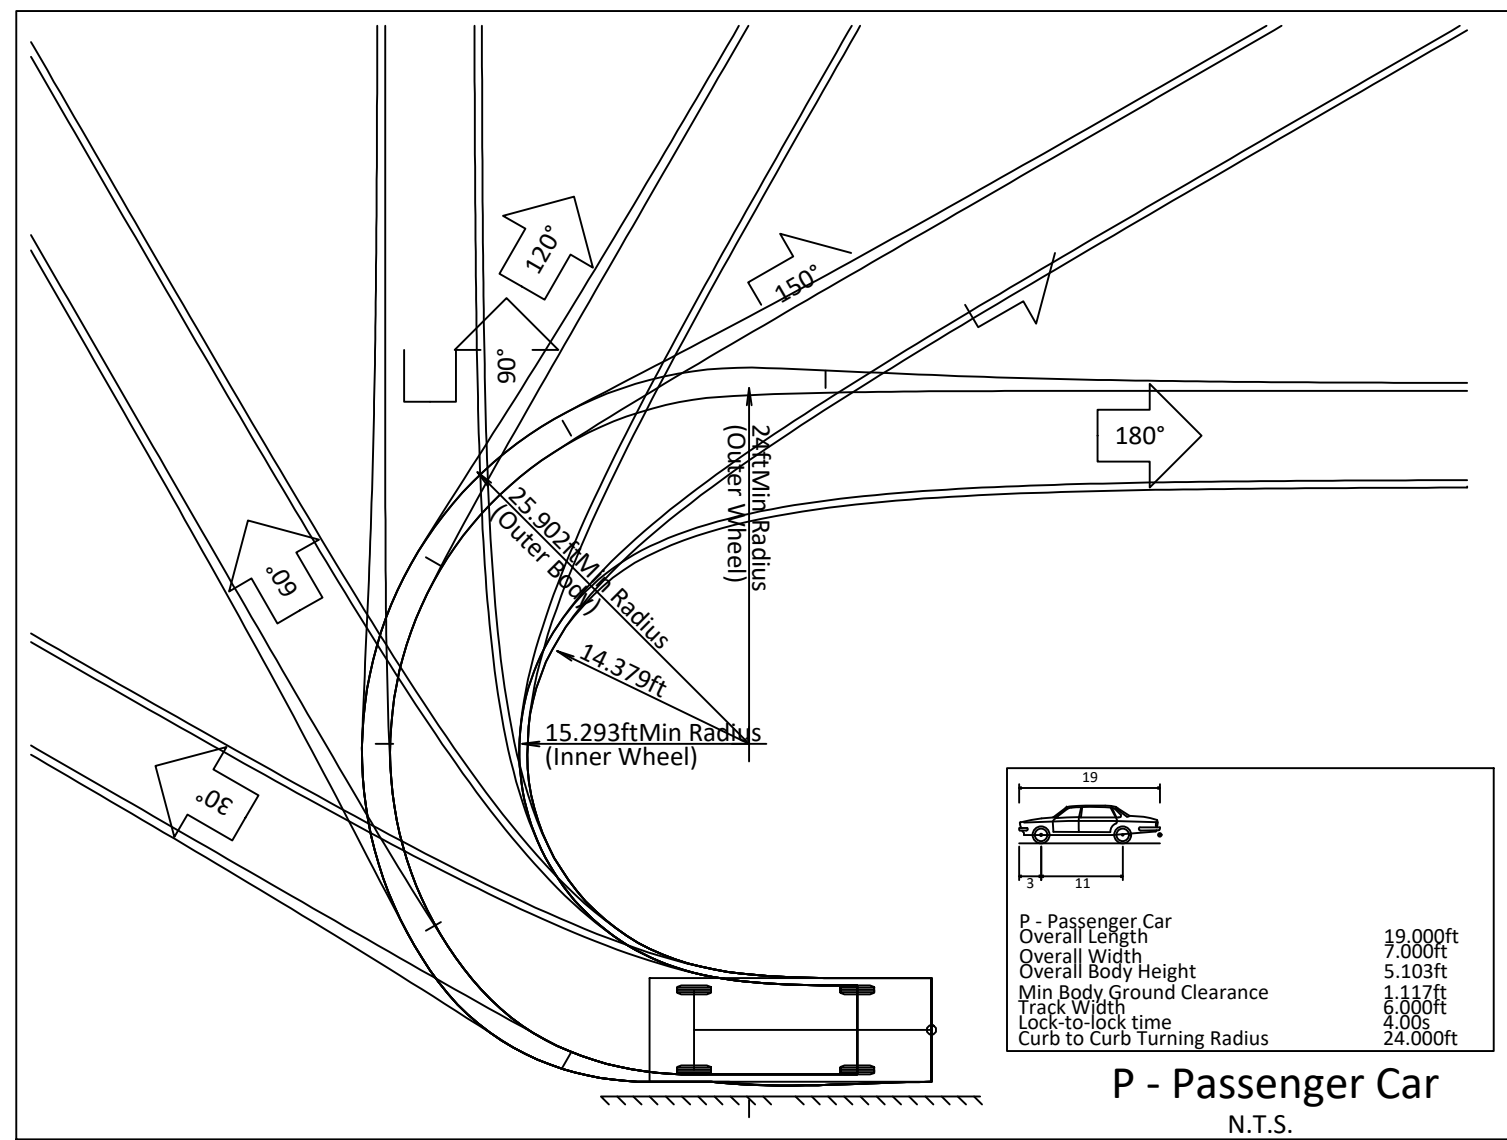 120°
150°
90°
180°
24ftMin Radius
(Outer Wheel)
25.902ftMin Radius
(Outer Body)
60°
14.379ft
15.293ftMin Radius
(Inner Wheel)
30°
19
3
11
P - Passenger Car
Overall Length 19.000ft
Overall Width 7.000ft
Overall Body Height 5.103ft
Min Body Ground Clearance 1.117ft
Track Width 6.000ft
Lock-to-lock time 4.00s
Curb to Curb Turning Radius 24.000ft
P - Passenger Car
N.T.S.